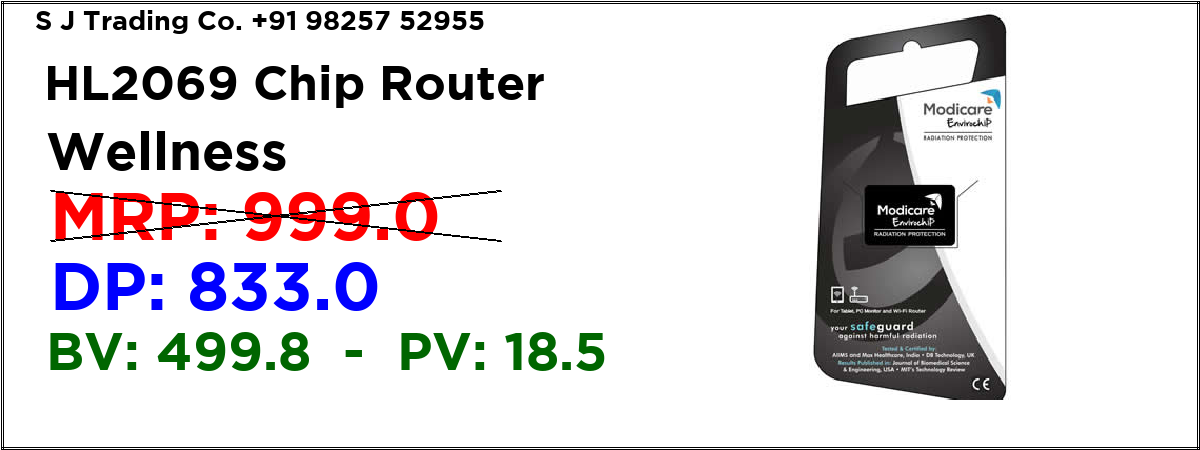 S J Trading Co. +91 98257 52955
HL2069 Chip Router
Wellness
MRP: 999.0
DP: 833.0
BV: 499.8 - PV: 18.5
Modicare
Envirochip
RADIATION PROTECTION
Modicare
Envirochip
RADIATION PROTECTION
For Tablet, PC Monitor and Wi-Fi Router
your safeguard
against harmful radiation
Tested & Certified by:
AIIMS and Max Healthcare, India • DB Technology, UK
Results Published in: Journal of Biomedical Science
& Engineering, USA • MIT's Technology Review
CE